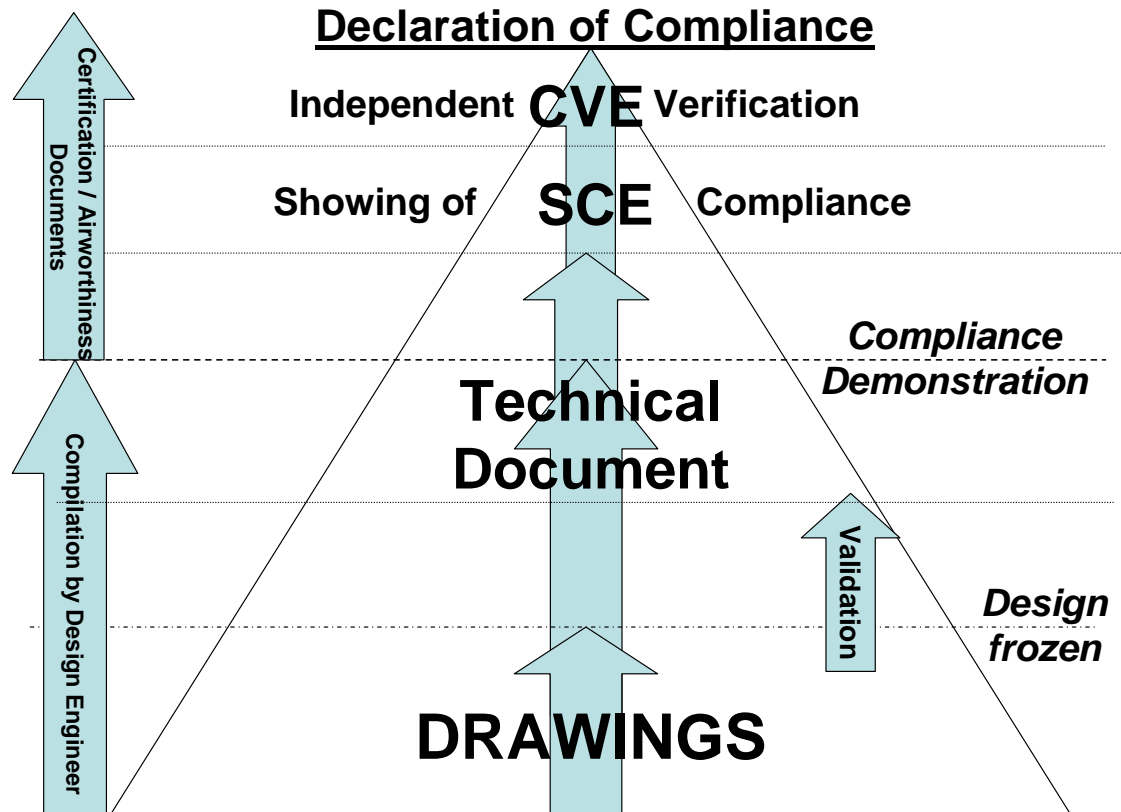 Declaration of Compliance
Independent CVE Verification
Showing of SCE Compliance
Certification / Airworthiness
Documents
Compliance
Demonstration
Technical
Document
Compilation by Design Engineer
Validation
Design
frozen
DRAWINGS